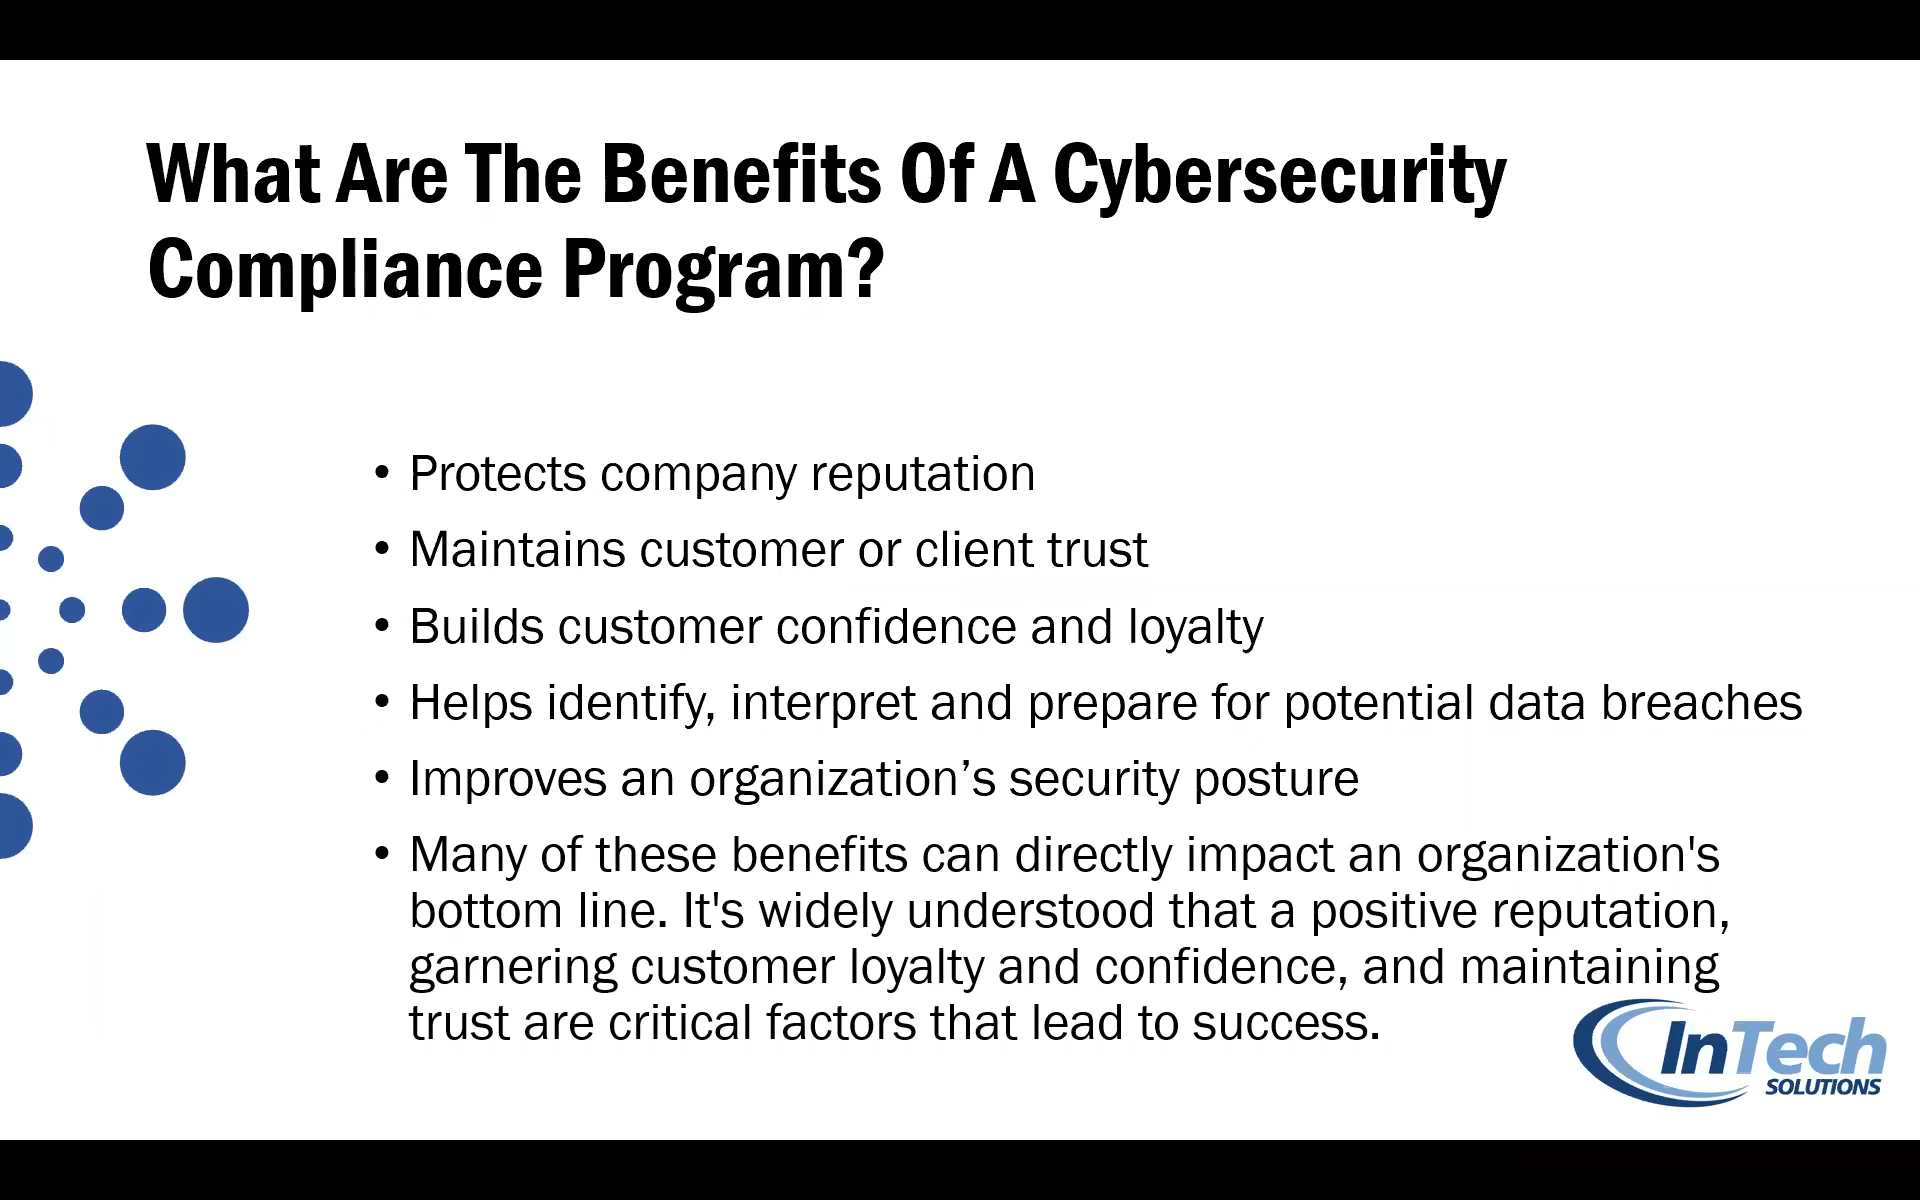 What Are The Benefits Of A Cybersecurity
Compliance Program?
• Protects company reputation
• Maintains customer or client trust
• Builds customer confidence and loyalty
• Helps identify, interpret and prepare for potential data breaches
• Improves an organization’s security posture
• Many of these benefits can directly impact an organization's
bottom line. It's widely understood that a positive reputation,
garnering customer loyalty and confidence, and maintaining
trust are critical factors that lead to success.
InTech
SOLUTIONS